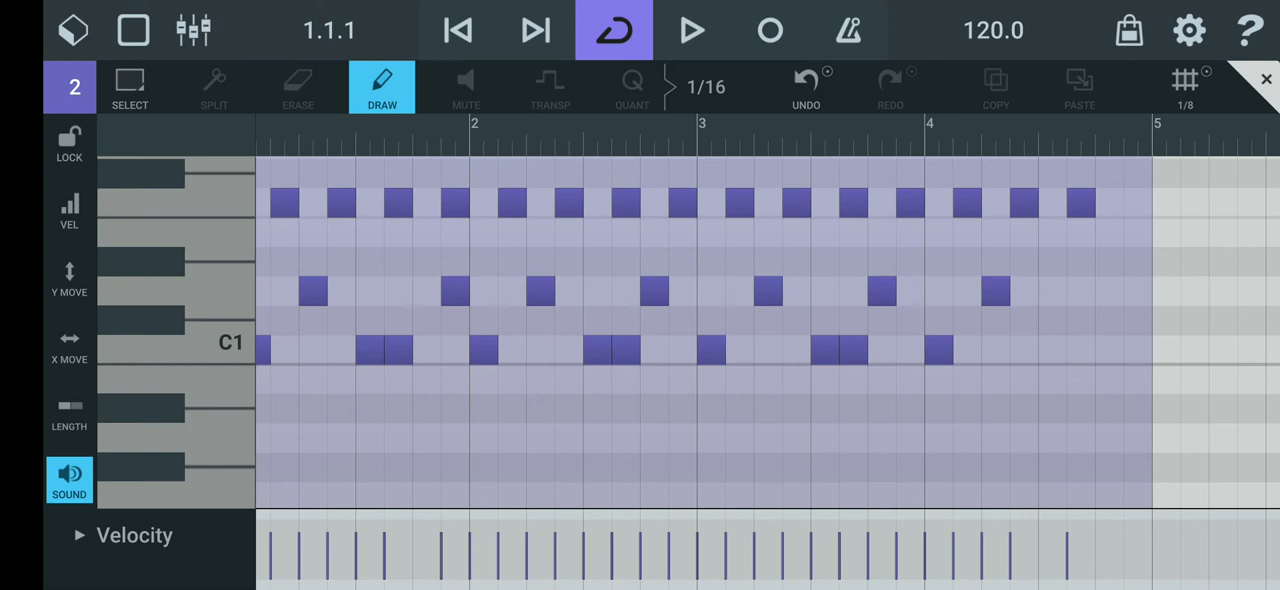 1.1.1
120.0
?
2
SELECT
SPLIT
ERASE
DRAW
MUTE
TRANSP
QUANT
1/16
UNDO
REDO
COPY
PASTE
1/8
LOCK
2
3
4
5
VEL
Y MOVE
C1
X MOVE
LENGTH
SOUND
Velocity